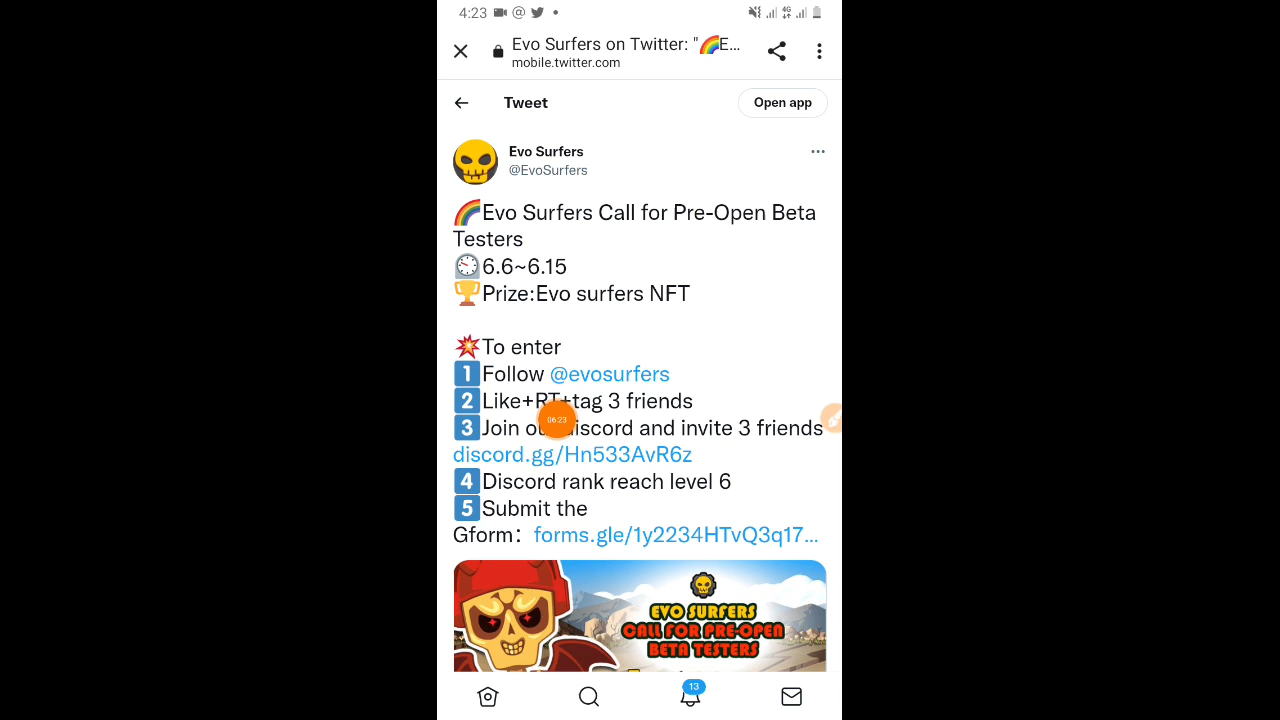 4:23
4G
Evo Surfers on Twitter: "🌈E...
mobile.twitter.com
Tweet
Open app
Evo Surfers
@EvoSurfers
🌈Evo Surfers Call for Pre-Open Beta
Testers
🕙6.6~6.15
🏆Prize:Evo surfers NFT
💥To enter
1️⃣Follow @evosurfers
2️⃣Like+RT+tag 3 friends
3️⃣Join our discord and invite 3 friends
discord.gg/Hn533AvR6z
4️⃣Discord rank reach level 6
5️⃣Submit the
Gform： forms.gle/1y2234HTvQ3q17...
06:23
EVO SURFERS
CALL FOR PRE-OPEN
BETA TESTERS
13